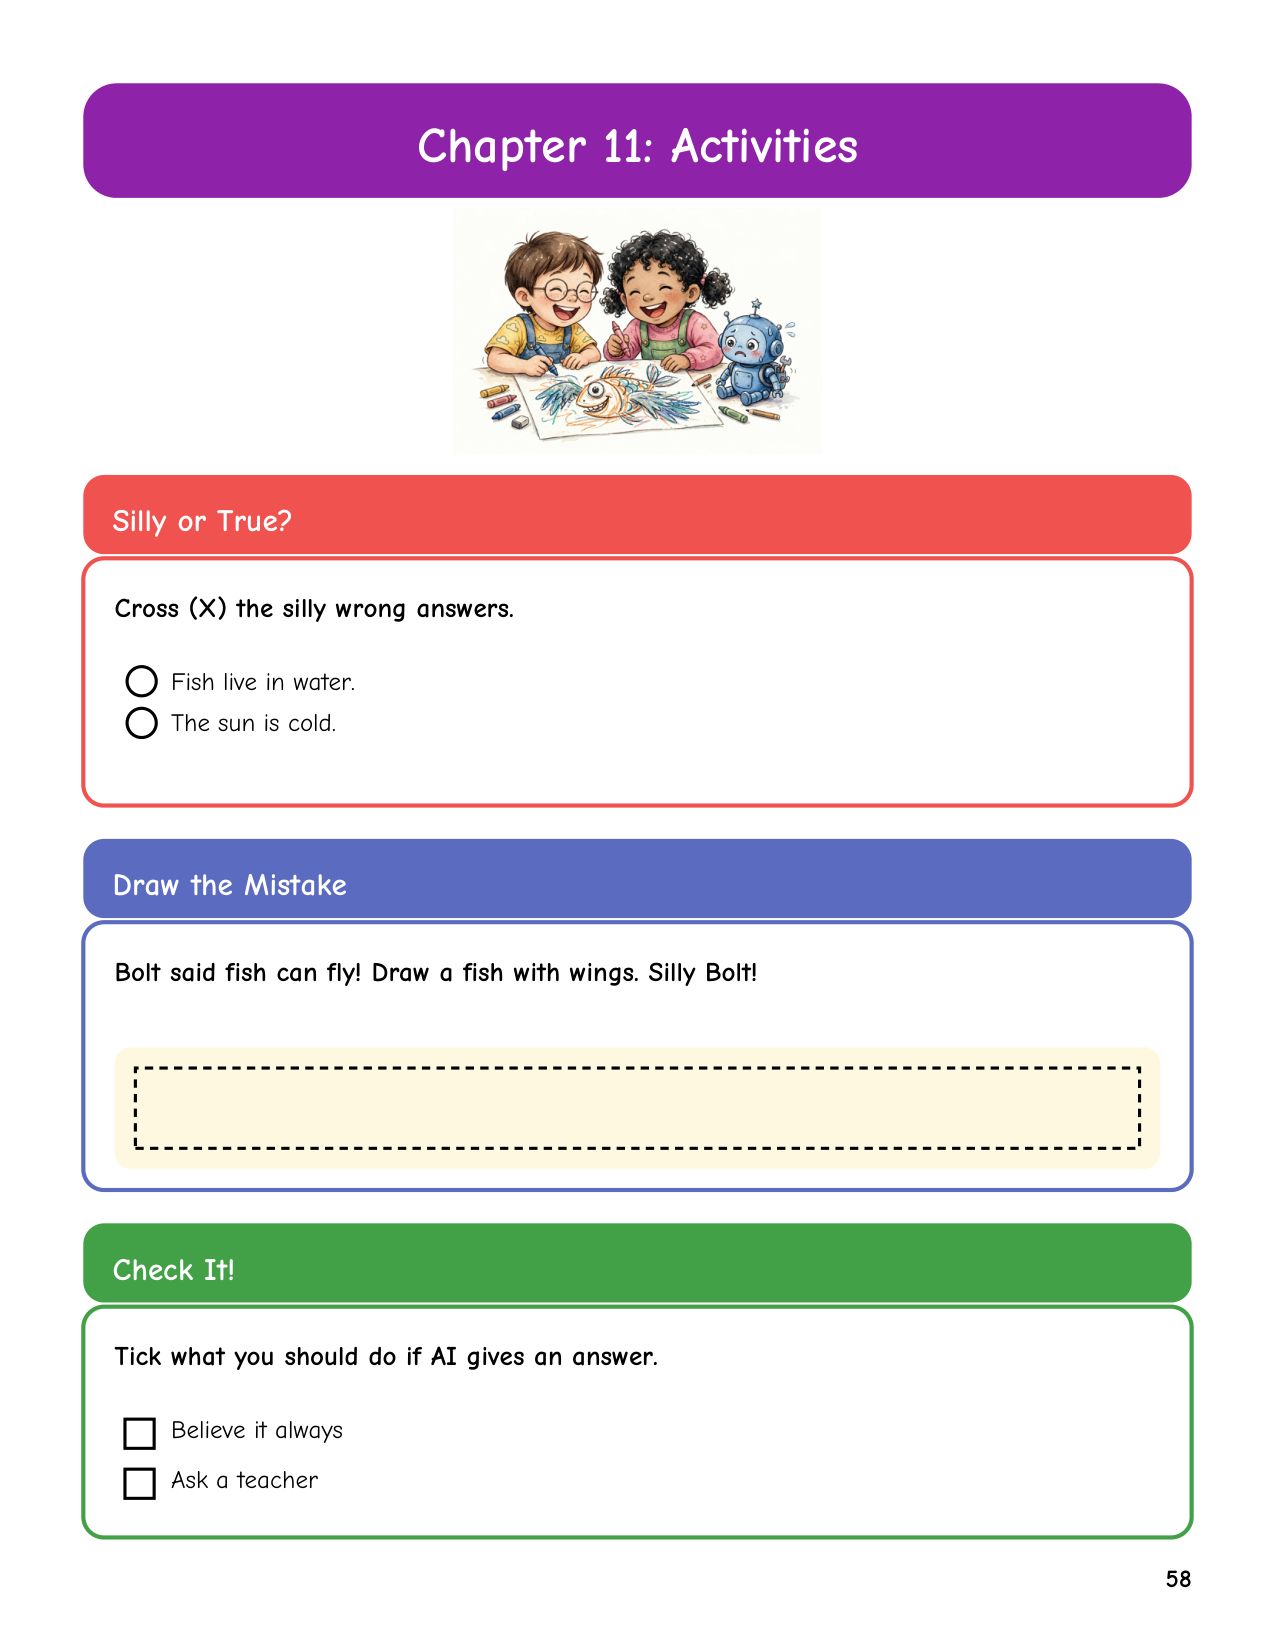 Chapter 11: Activities
Silly or True?
Cross (X) the silly wrong answers.
Fish live in water.
The sun is cold.
Draw the Mistake
Bolt said fish can fly! Draw a fish with wings. Silly Bolt!
Check It!
Tick what you should do if AI gives an answer.
Believe it always
Ask a teacher
58